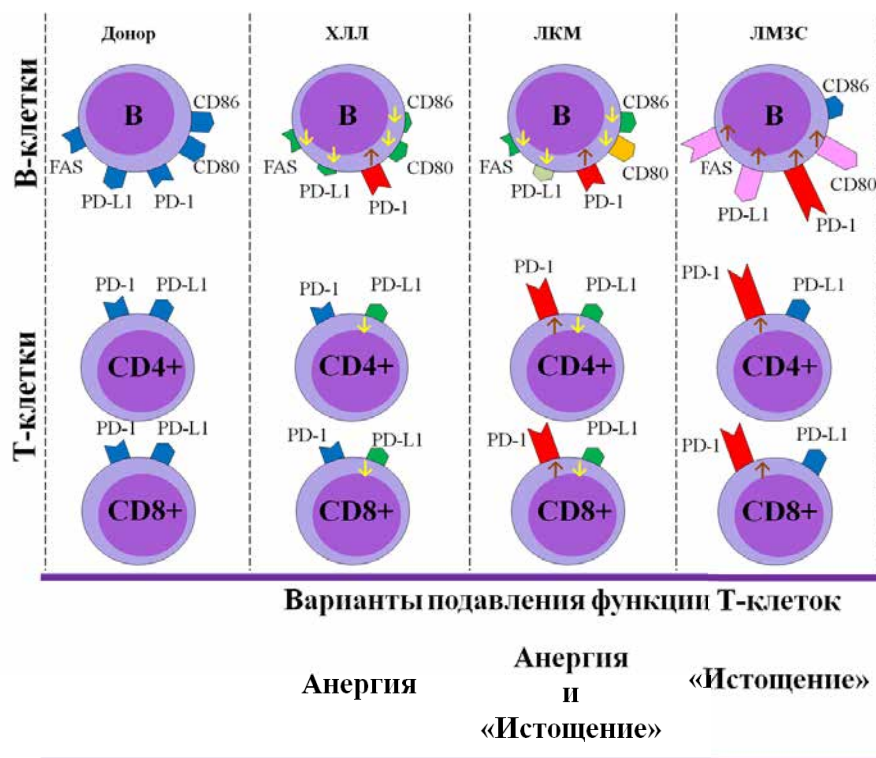 Донор
ХЛЛ
ЛКМ
ЛМЗС
В-клетки
В
CD86
CD80
FAS
PD-L1
PD-1
В
CD86
CD80
FAS
PD-L1
PD-1
В
CD86
CD80
FAS
PD-L1
PD-1
В
CD86
CD80
FAS
PD-L1
PD-1
Т-клетки
PD-1 PD-L1
CD4+
PD-1 PD-L1
CD4+
PD-1 PD-L1
CD4+
PD-1 PD-L1
CD4+
PD-1 PD-L1
CD8+
PD-1 PD-L1
CD8+
PD-1 PD-L1
CD8+
PD-1 PD-L1
CD8+
Варианты подавления функции Т-клеток
Анергия
Анергия
и
«Истощение»
«Истощение»